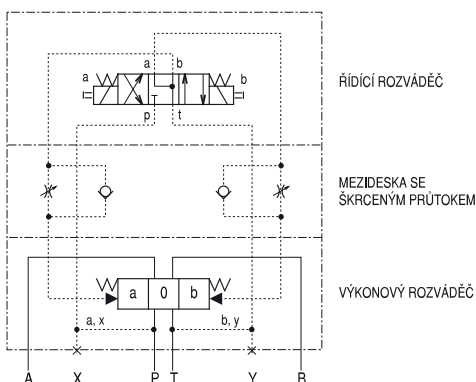 a b
a b
p t
ŘÍDÍCÍ ROZVÁDĚČ
MEZIDESKA SE
ŠKRCENÝM PRŮTOKEM
a 0 b
VÝKONOVÝ ROZVÁDĚČ
a, x b, y
A X P T Y B